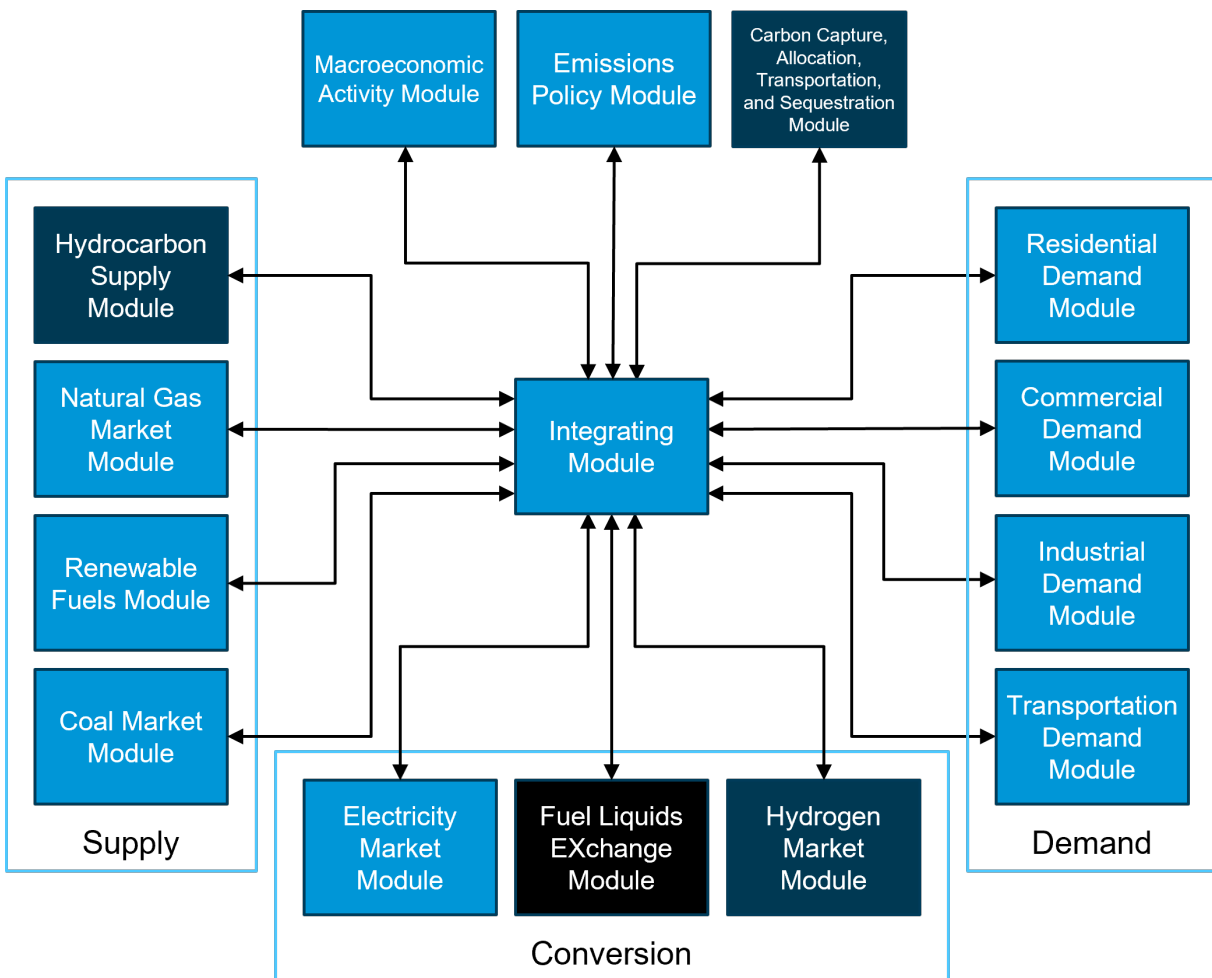 Macroeconomic
Activity Module
Emissions
Policy Module
Carbon Capture,
Allocation,
Transportation,
and Sequestration
Module
Hydrocarbon
Supply
Module
Natural Gas
Market
Module
Renewable
Fuels Module
Coal Market
Module
Supply
Integrating
Module
Residential
Demand
Module
Commercial
Demand
Module
Industrial
Demand
Module
Transportation
Demand
Module
Demand
Electricity
Market
Module
Fuel Liquids
EXchange
Module
Hydrogen
Market
Module
Conversion